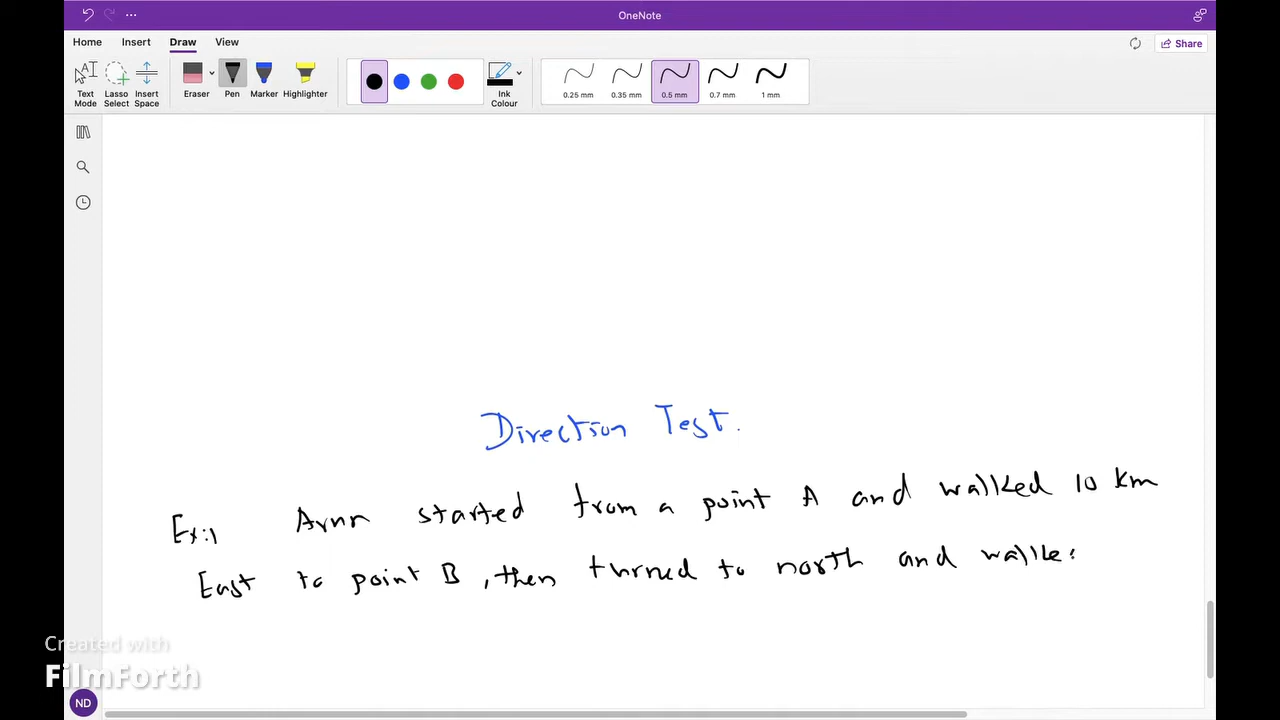 OneNote
Home Insert Draw View
Share
Text Mode
Lasso Select
Insert Space
Eraser
Pen
Marker
Highlighter
Ink Colour
0.25 mm
0.35 mm
0.5 mm
0.7 mm
1 mm
Direction Test.
Ex:1 Arun started from a point A and walked 10 km
East to point B, then turned to north and walke
Created with
FilmForth
ND